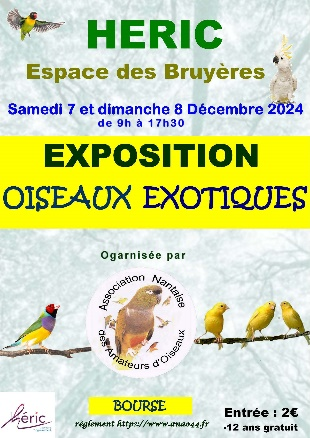 HERIC
Espace des Bruyères
Samedi 7 et dimanche 8 Décembre 2024
de 9h à 17h30
EXPOSITION
OISEAUX EXOTIQUES
Ogarnisée par
Association Nantaise
des Amateurs d'Oiseaux
héric
BOURSE
Entrée : 2€
-12 ans gratuit
règlement https://www.anao44.fr